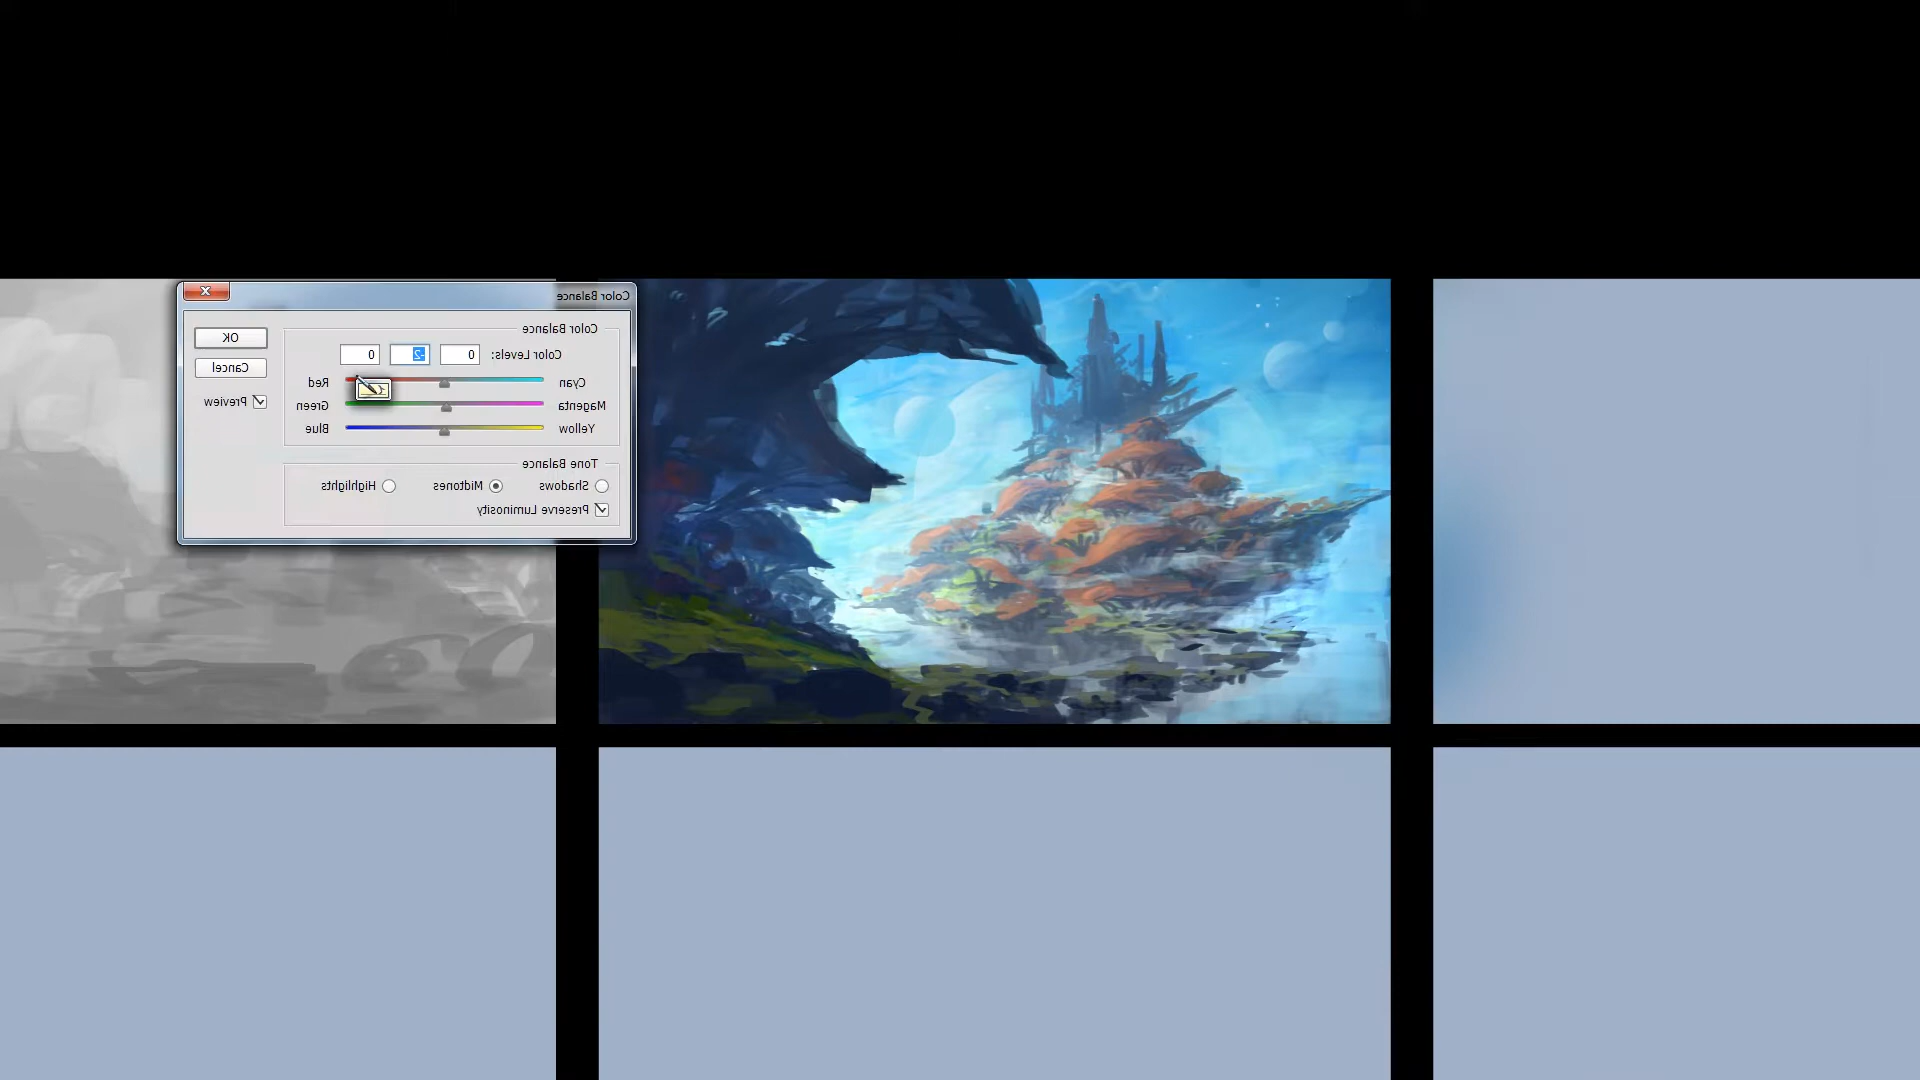 Color Balance
Color Balance
Color Levels: 0 -2 0
Cyan Red
Magenta Green
Yellow Blue
Tone Balance
Shadows Midtones Highlights
Preserve Luminosity
OK
Cancel
Preview